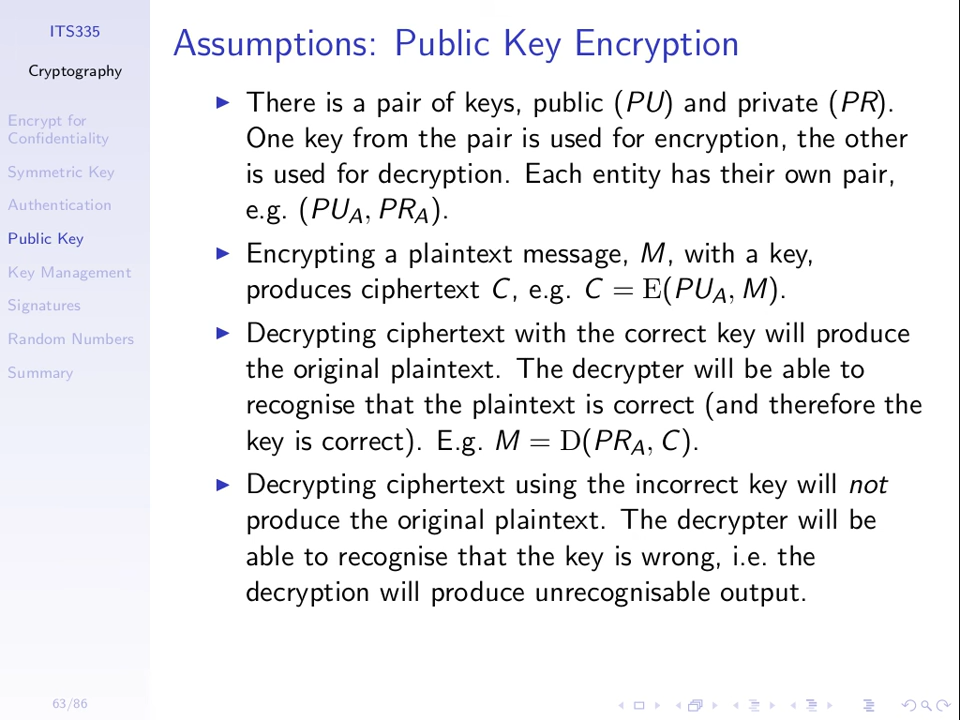 ITS335
Cryptography
Encrypt for
Confidentiality
Symmetric Key
Authentication
Public Key
Key Management
Signatures
Random Numbers
Summary
63/86
Assumptions: Public Key Encryption
▶ There is a pair of keys, public (PU) and private (PR).
One key from the pair is used for encryption, the other
is used for decryption. Each entity has their own pair,
e.g. (PU_A, PR_A).
▶ Encrypting a plaintext message, M, with a key,
produces ciphertext C, e.g. C = E(PU_A, M).
▶ Decrypting ciphertext with the correct key will produce
the original plaintext. The decrypter will be able to
recognise that the plaintext is correct (and therefore the
key is correct). E.g. M = D(PR_A, C).
▶ Decrypting ciphertext using the incorrect key will not
produce the original plaintext. The decrypter will be
able to recognise that the key is wrong, i.e. the
decryption will produce unrecognisable output.